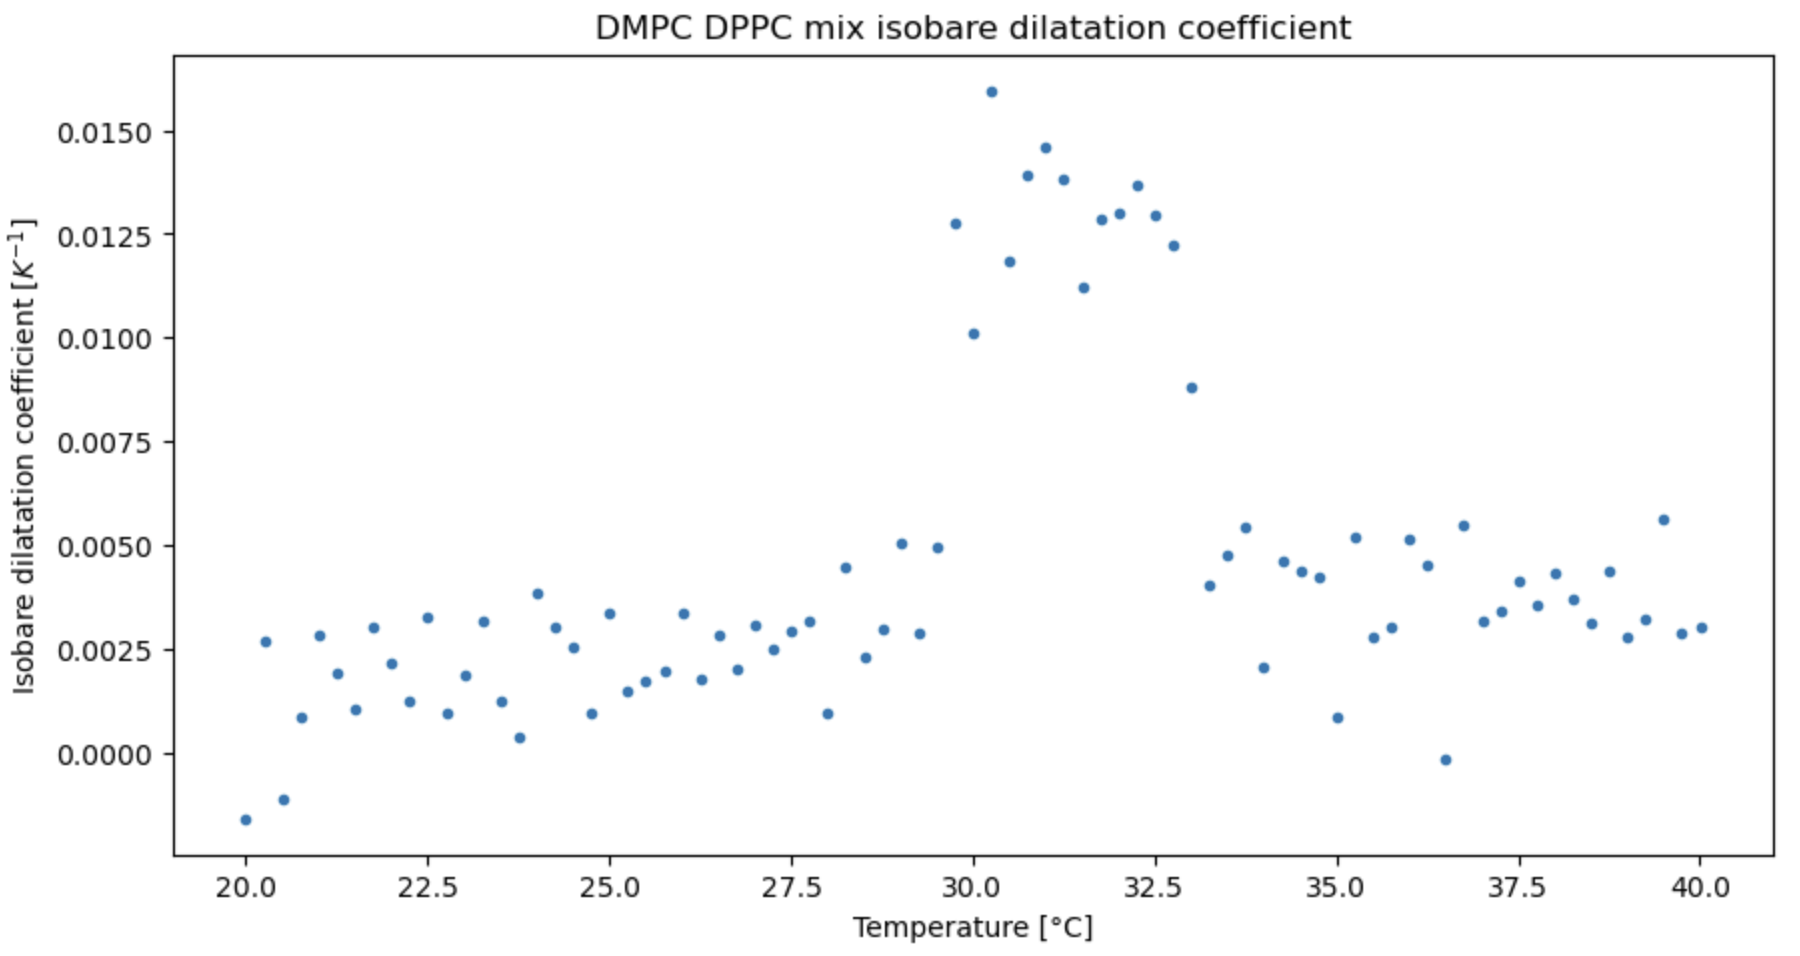 DMPC DPPC mix isobare dilatation coefficient
Isobare dilatation coefficient [K⁻¹]
0.0150
0.0125
0.0100
0.0075
0.0050
0.0025
0.0000
20.0 22.5 25.0 27.5 30.0 32.5 35.0 37.5 40.0
Temperature [°C]